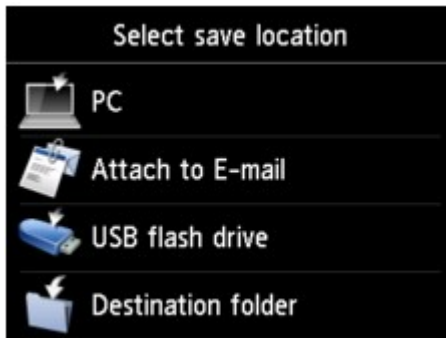 Select save location
PC
Attach to E-mail
USB flash drive
Destination folder